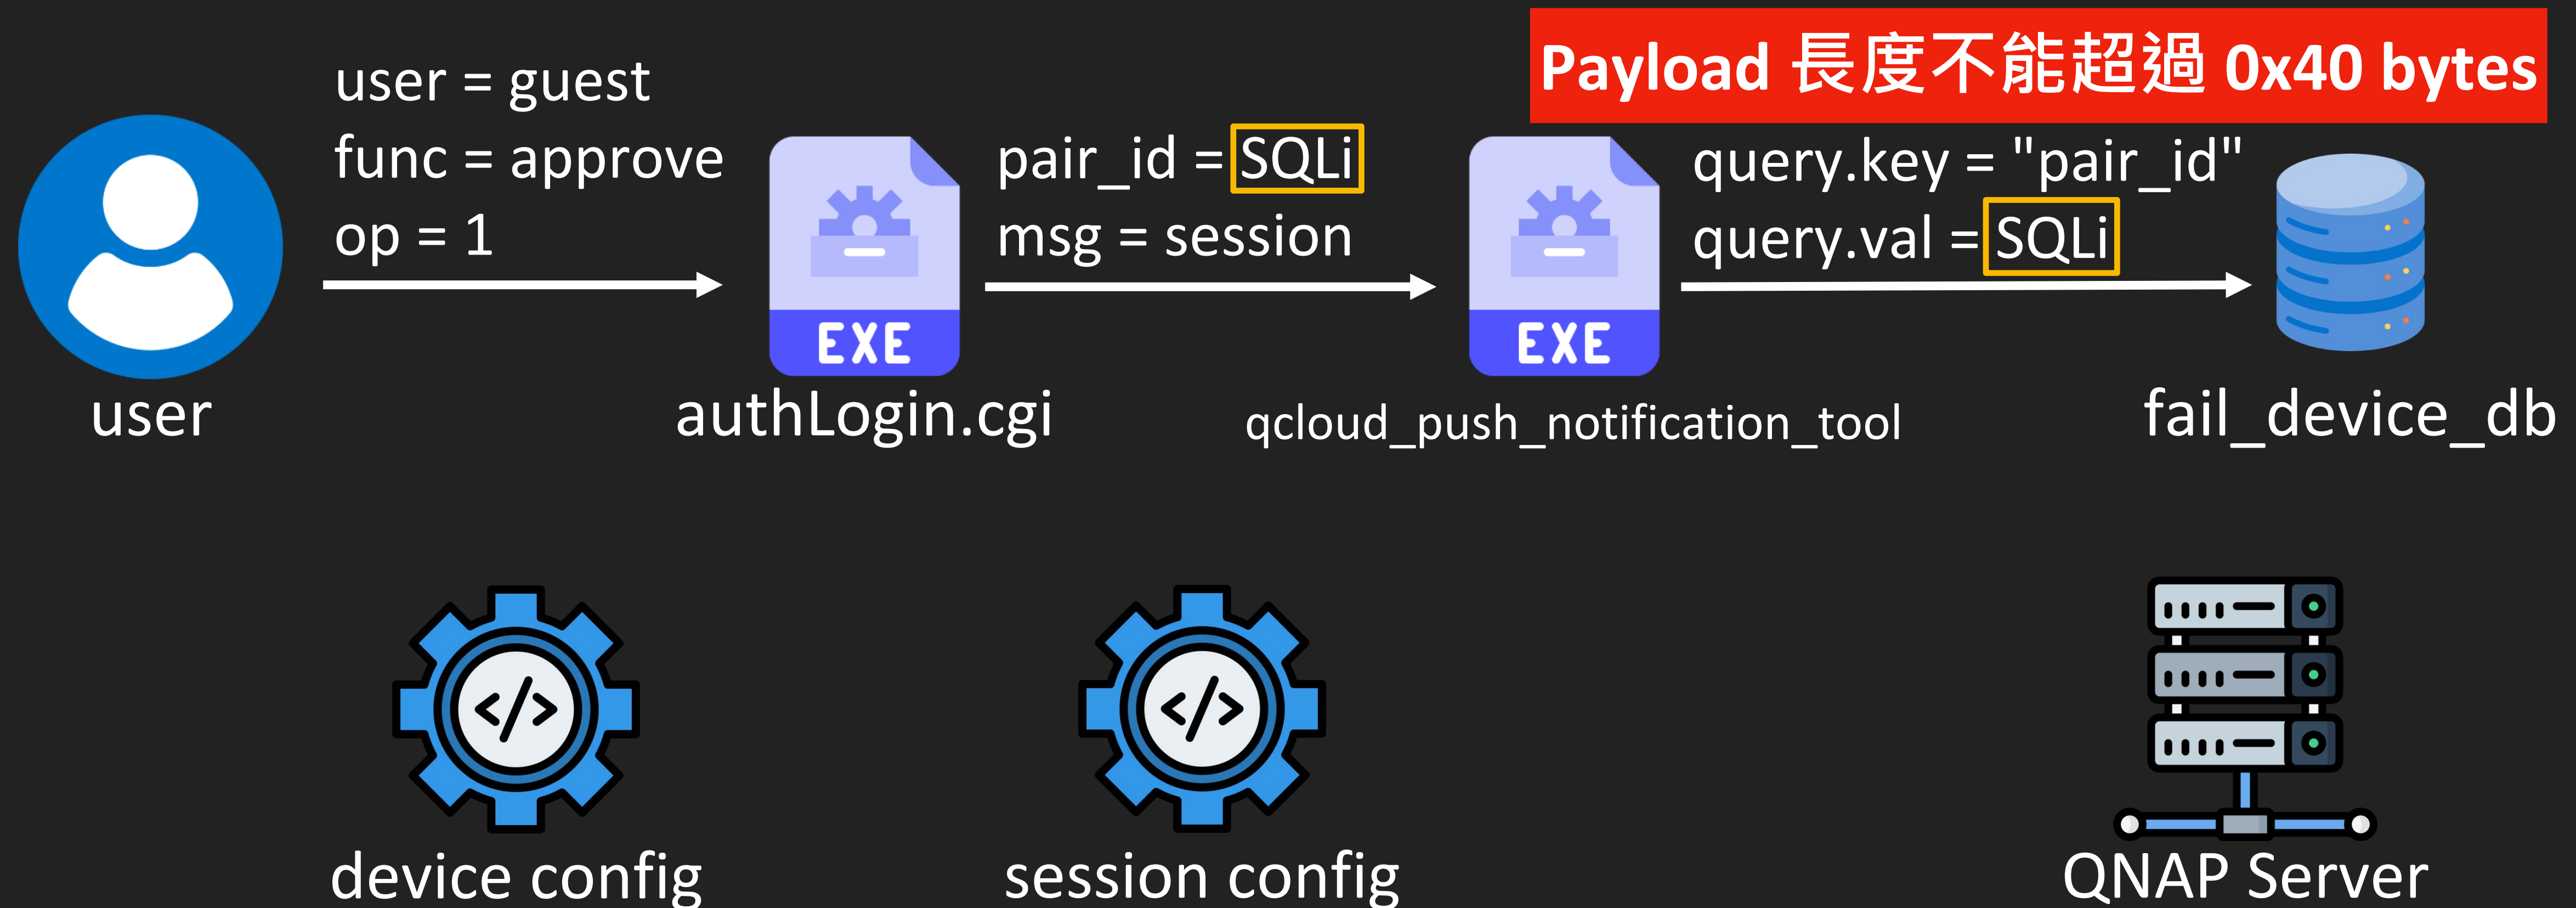 Payload 長度不能超過 0x40 bytes
user = guest
func = approve
op = 1
pair_id = SQLi
msg = session
query.key = "pair_id"
query.val = SQLi
EXE
EXE
user
authLogin.cgi
qcloud_push_notification_tool
fail_device_db
</>
</>
device config
session config
QNAP Server